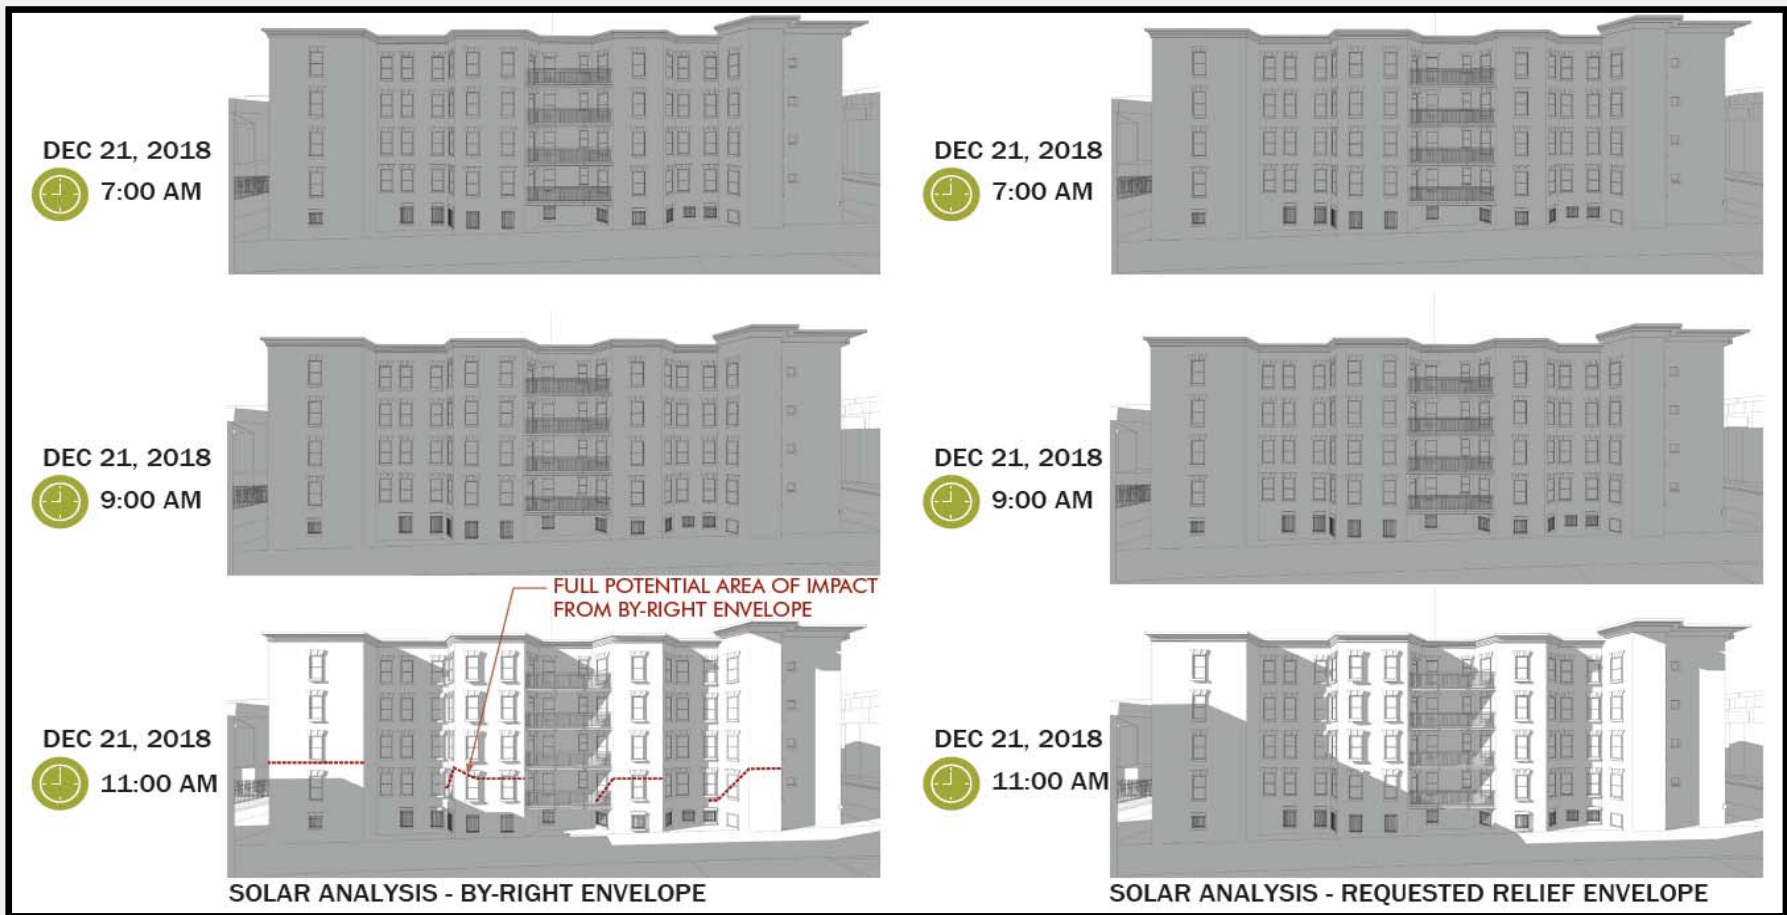 DEC 21, 2018
7:00 AM
DEC 21, 2018
7:00 AM
DEC 21, 2018
9:00 AM
DEC 21, 2018
9:00 AM
FULL POTENTIAL AREA OF IMPACT
FROM BY-RIGHT ENVELOPE
DEC 21, 2018
11:00 AM
DEC 21, 2018
11:00 AM
SOLAR ANALYSIS - BY-RIGHT ENVELOPE
SOLAR ANALYSIS - REQUESTED RELIEF ENVELOPE